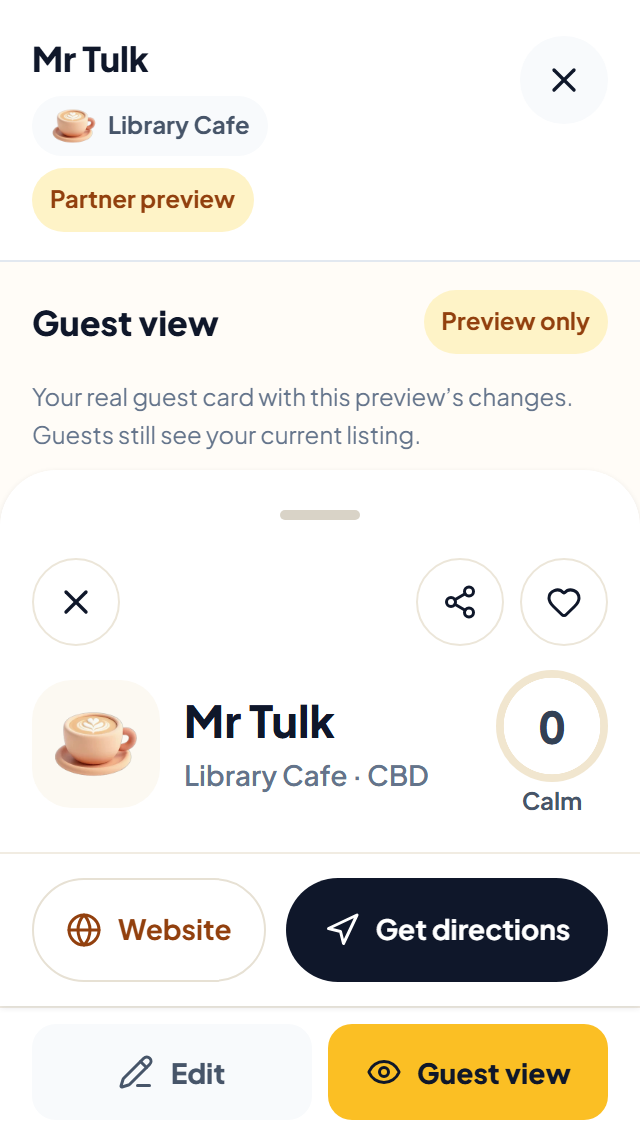 Mr Tulk
Library Cafe
Partner preview
Guest view
Preview only
Your real guest card with this preview’s changes.
Guests still see your current listing.
Mr Tulk
Library Cafe · CBD
0
Calm
Website
Get directions
Edit
Guest view